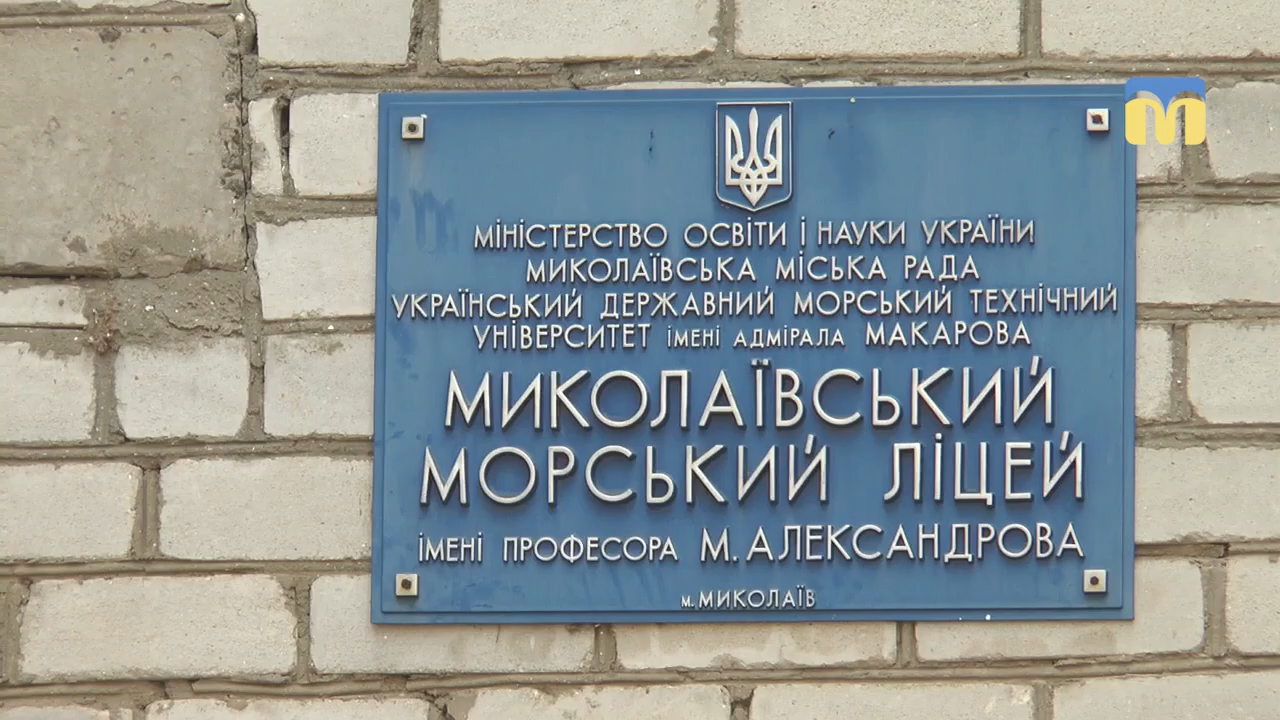 МІНІСТЕРСТВО ОСВІТИ І НАУКИ УКРАЇНИ
МИКОЛАЇВСЬКА МІСЬКА РАДА
УКРАЇНСЬКИЙ ДЕРЖАВНИЙ МОРСЬКИЙ ТЕХНІЧНИЙ
УНІВЕРСИТЕТ ІМЕНІ АДМІРАЛА МАКАРОВА
МИКОЛАЇВСЬКИЙ
МОРСЬКИЙ ЛІЦЕЙ
ІМЕНІ ПРОФЕСОРА М. АЛЕКСАНДРОВА
м. МИКОЛАЇВ